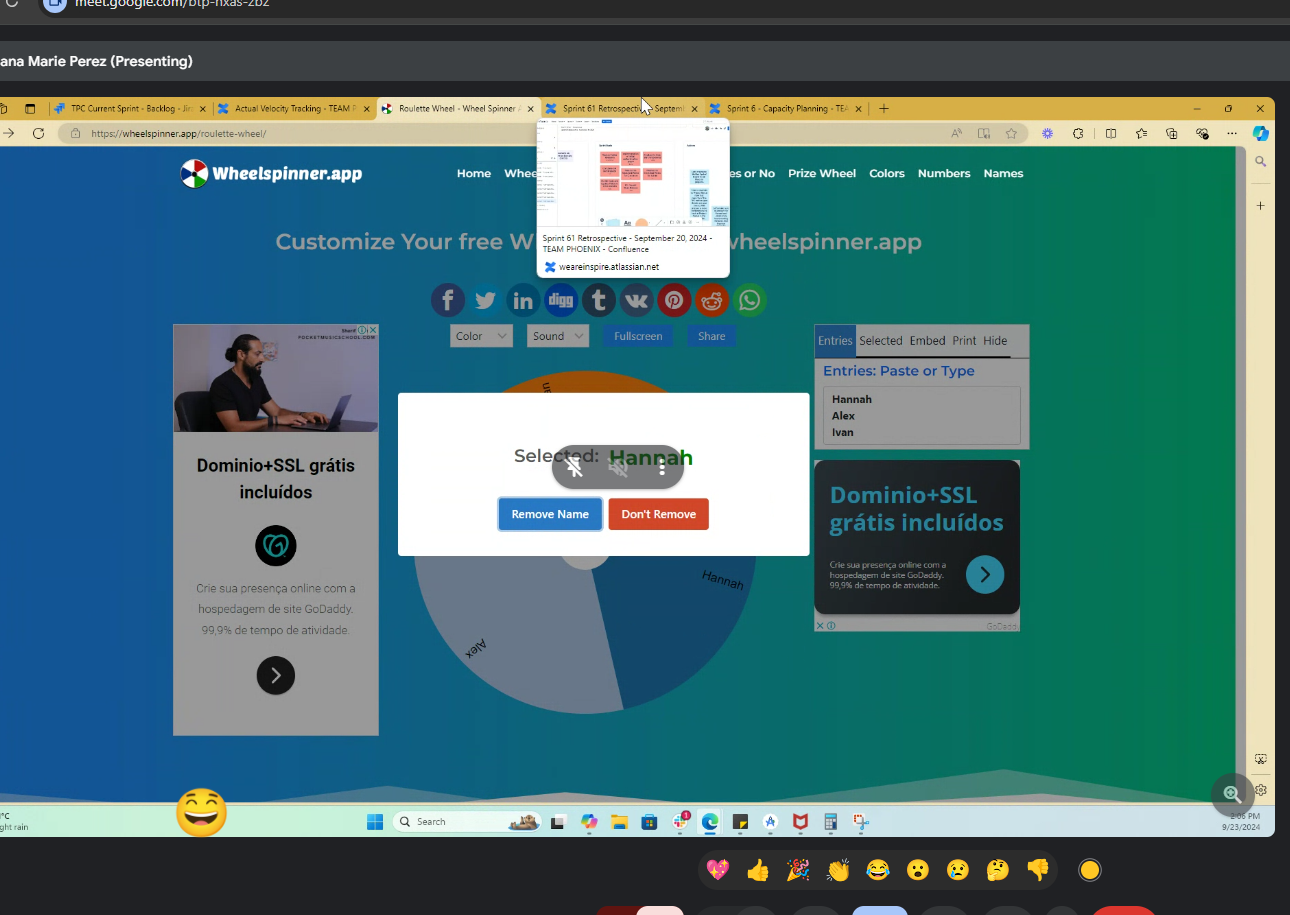 meet.google.com/btp-nxas-zbz
ana Marie Perez (Presenting)
TPC Current Sprint - Backlog - Jir
Actual Velocity Tracking - TEAM P
Roulette Wheel - Wheel Spinner A
Sprint 61 Retrospective - Septem
Sprint 6 - Capacity Planning - TEA
https://wheelspinner.app/roulette-wheel/
Wheelspinner.app
Home
Whee
es or No
Prize Wheel
Colors
Numbers
Names
Customize Your free W
wheelspinner.app
Sprint 61 Retrospective - September 20, 2024 -
TEAM PHOENIX - Confluence
weareinspire.atlassian.net
digg
Color
Sound
Fullscreen
Share
POCKETMUSICSCHOOL.COM
Dominio+SSL grátis
incluídos
Crie sua presença online com a
hospedagem de site GoDaddy.
99,9% de tempo de atividade.
Selected: Hannah
Remove Name
Don't Remove
Hannah
Alex
Entries Selected Embed Print Hide
Entries: Paste or Type
Hannah
Alex
Ivan
Dominio+SSL
grátis incluídos
Crie sua presença online com a
hospedagem de site GoDaddy.
99,9% de tempo de atividade.
GoDaddy
°C
ght rain
Search
2:06 PM
9/23/2024